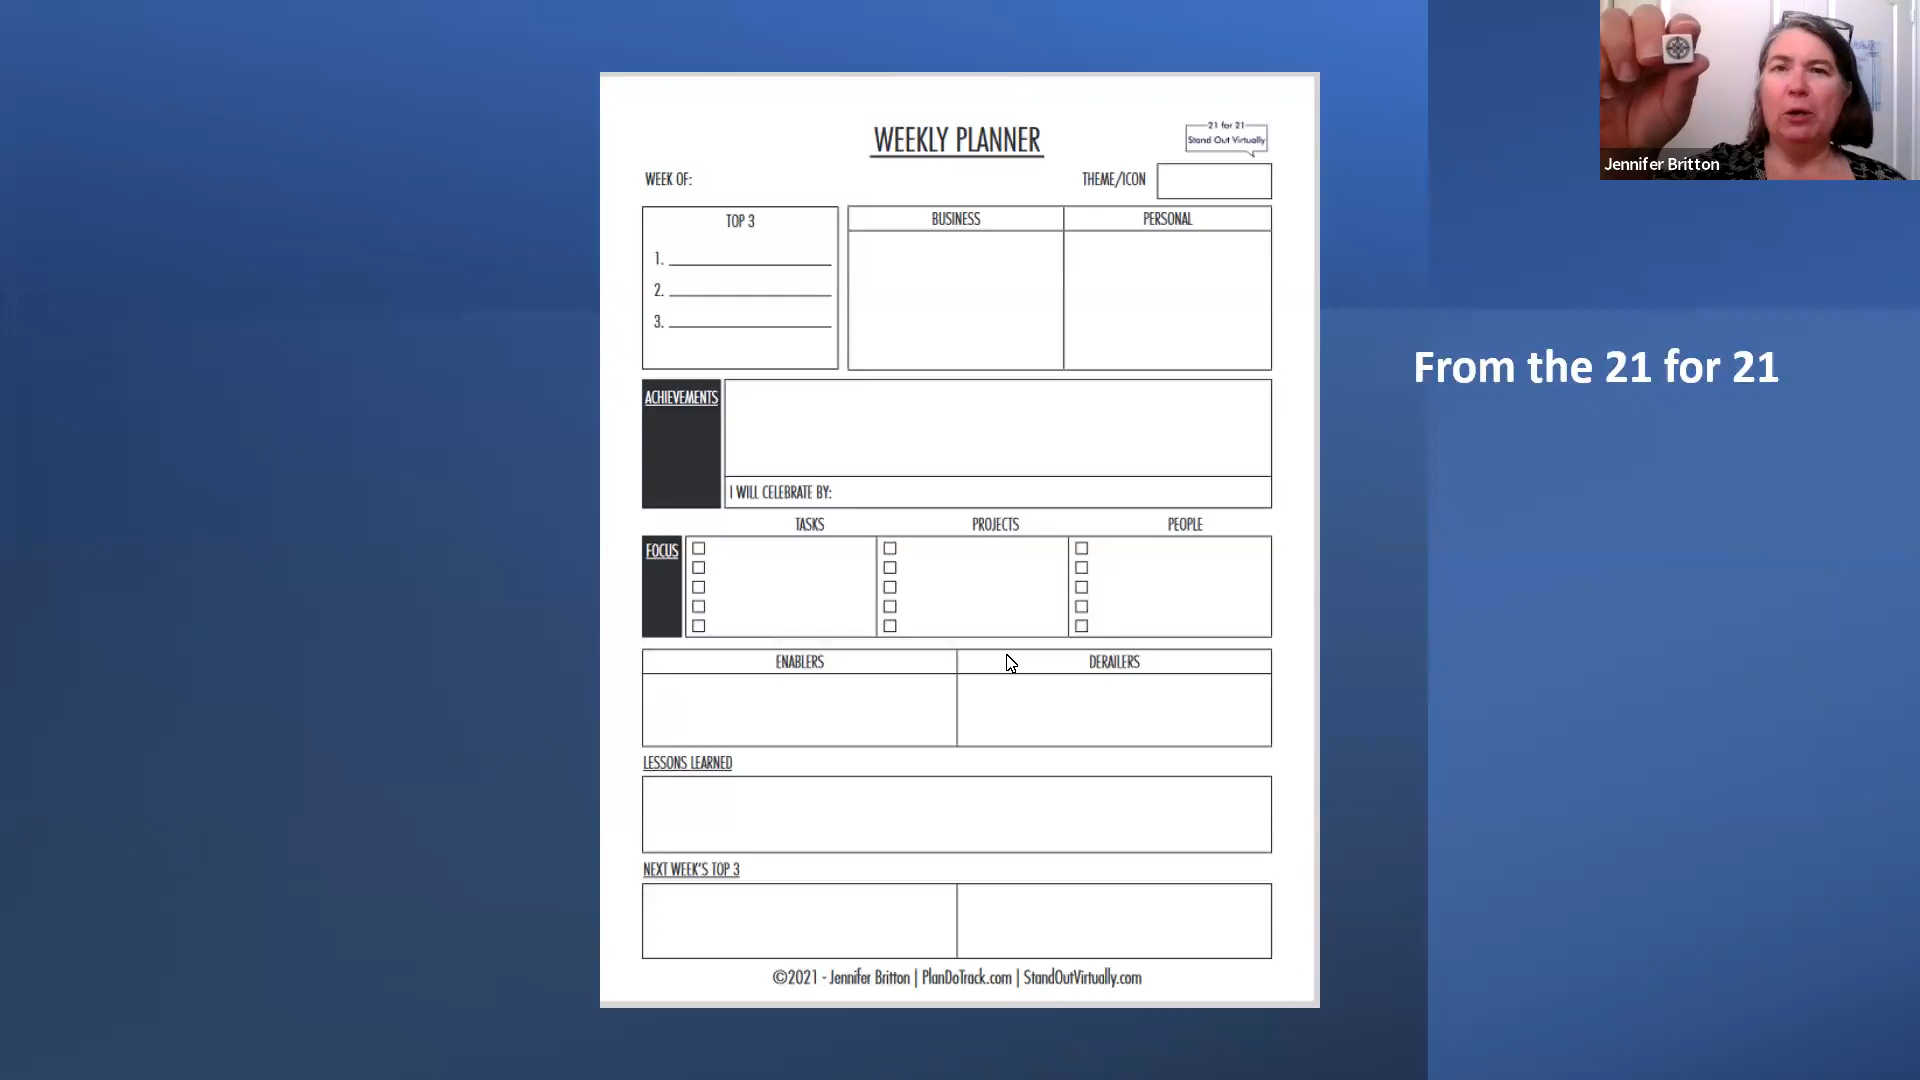 Jennifer Britton
WEEKLY PLANNER
21 for 21
Stand Out Virtually
WEEK OF:
THEME/ICON
TOP 3
1.
2.
3.
BUSINESS
PERSONAL
ACHIEVEMENTS
I WILL CELEBRATE BY:
TASKS
PROJECTS
PEOPLE
FOCUS
ENABLERS
DERAILERS
LESSONS LEARNED
NEXT WEEK'S TOP 3
©2021 - Jennifer Britton | PlanDoTrack.com | StandOutVirtually.com
From the 21 for 21